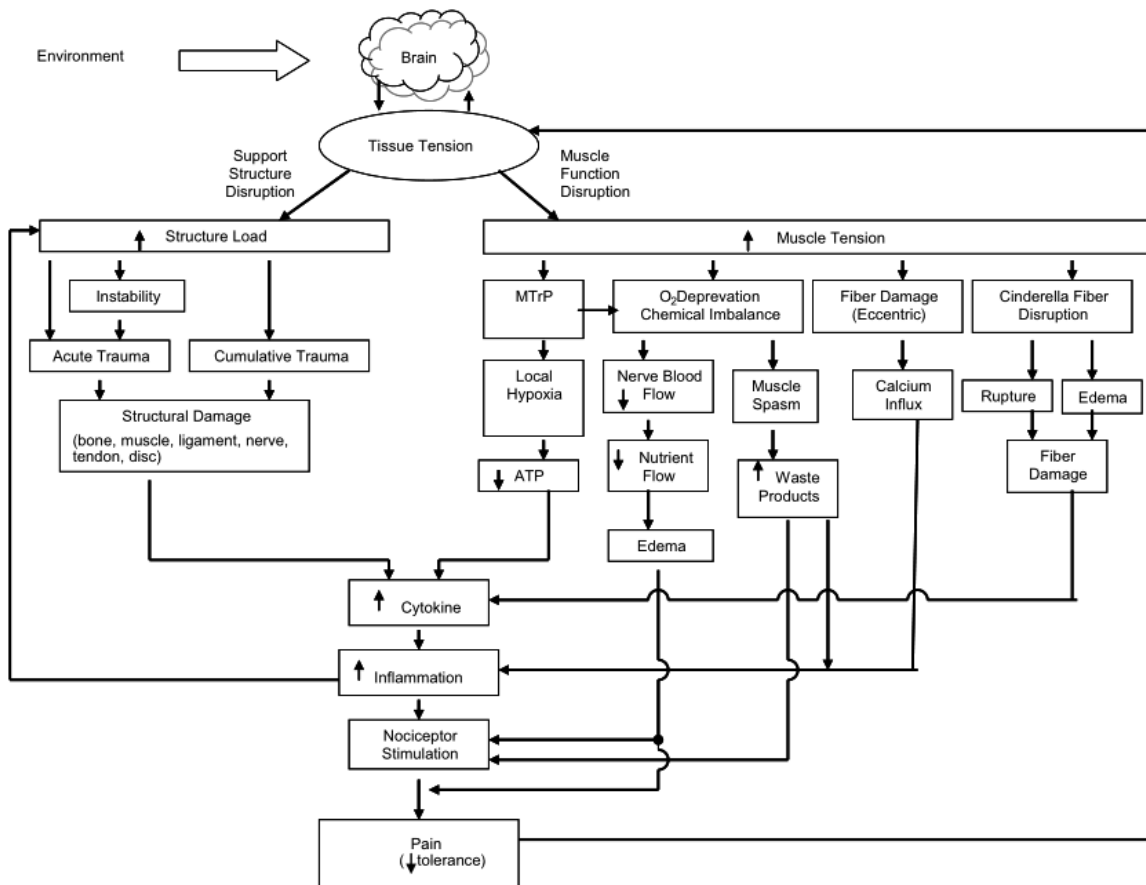 Environment
Brain
Tissue Tension
Support
Structure
Disruption
Muscle
Function
Disruption
↑ Structure Load
↑ Muscle Tension
Instability
MTrP
O₂Deprevation
Chemical Imbalance
Fiber Damage
(Eccentric)
Cinderella Fiber
Disruption
Acute Trauma
Cumulative Trauma
Local
Hypoxia
Nerve Blood
↓ Flow
Muscle
Spasm
Calcium
Influx
Rupture
Edema
Structural Damage
(bone, muscle, ligament, nerve,
tendon, disc)
↓ ATP
↓ Nutrient
Flow
↑ Waste
Products
Fiber
Damage
Edema
↑ Cytokine
↑ Inflammation
Nociceptor
Stimulation
Pain
(↓tolerance)